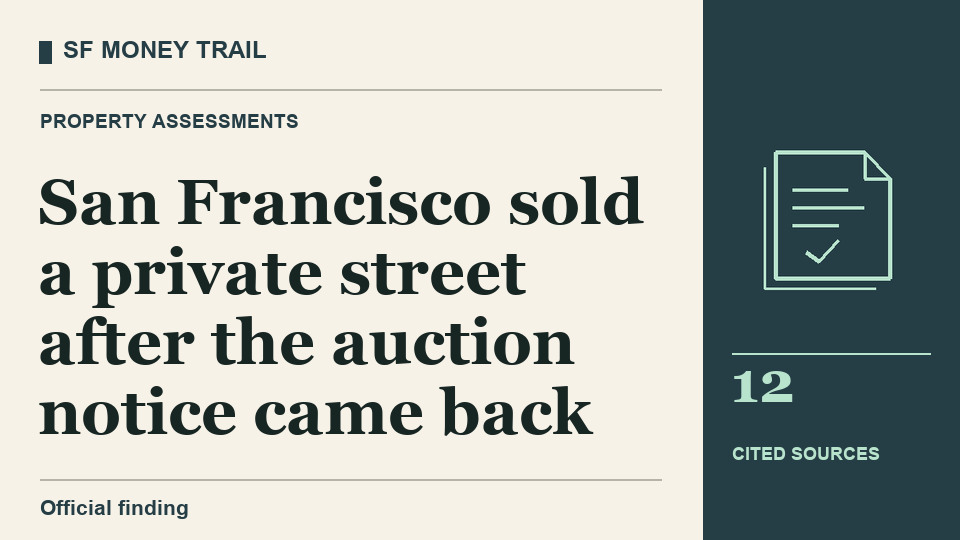 SF MONEY TRAIL
PROPERTY ASSESSMENTS
San Francisco sold
a private street
after the auction
notice came back
Official finding
12
CITED SOURCES